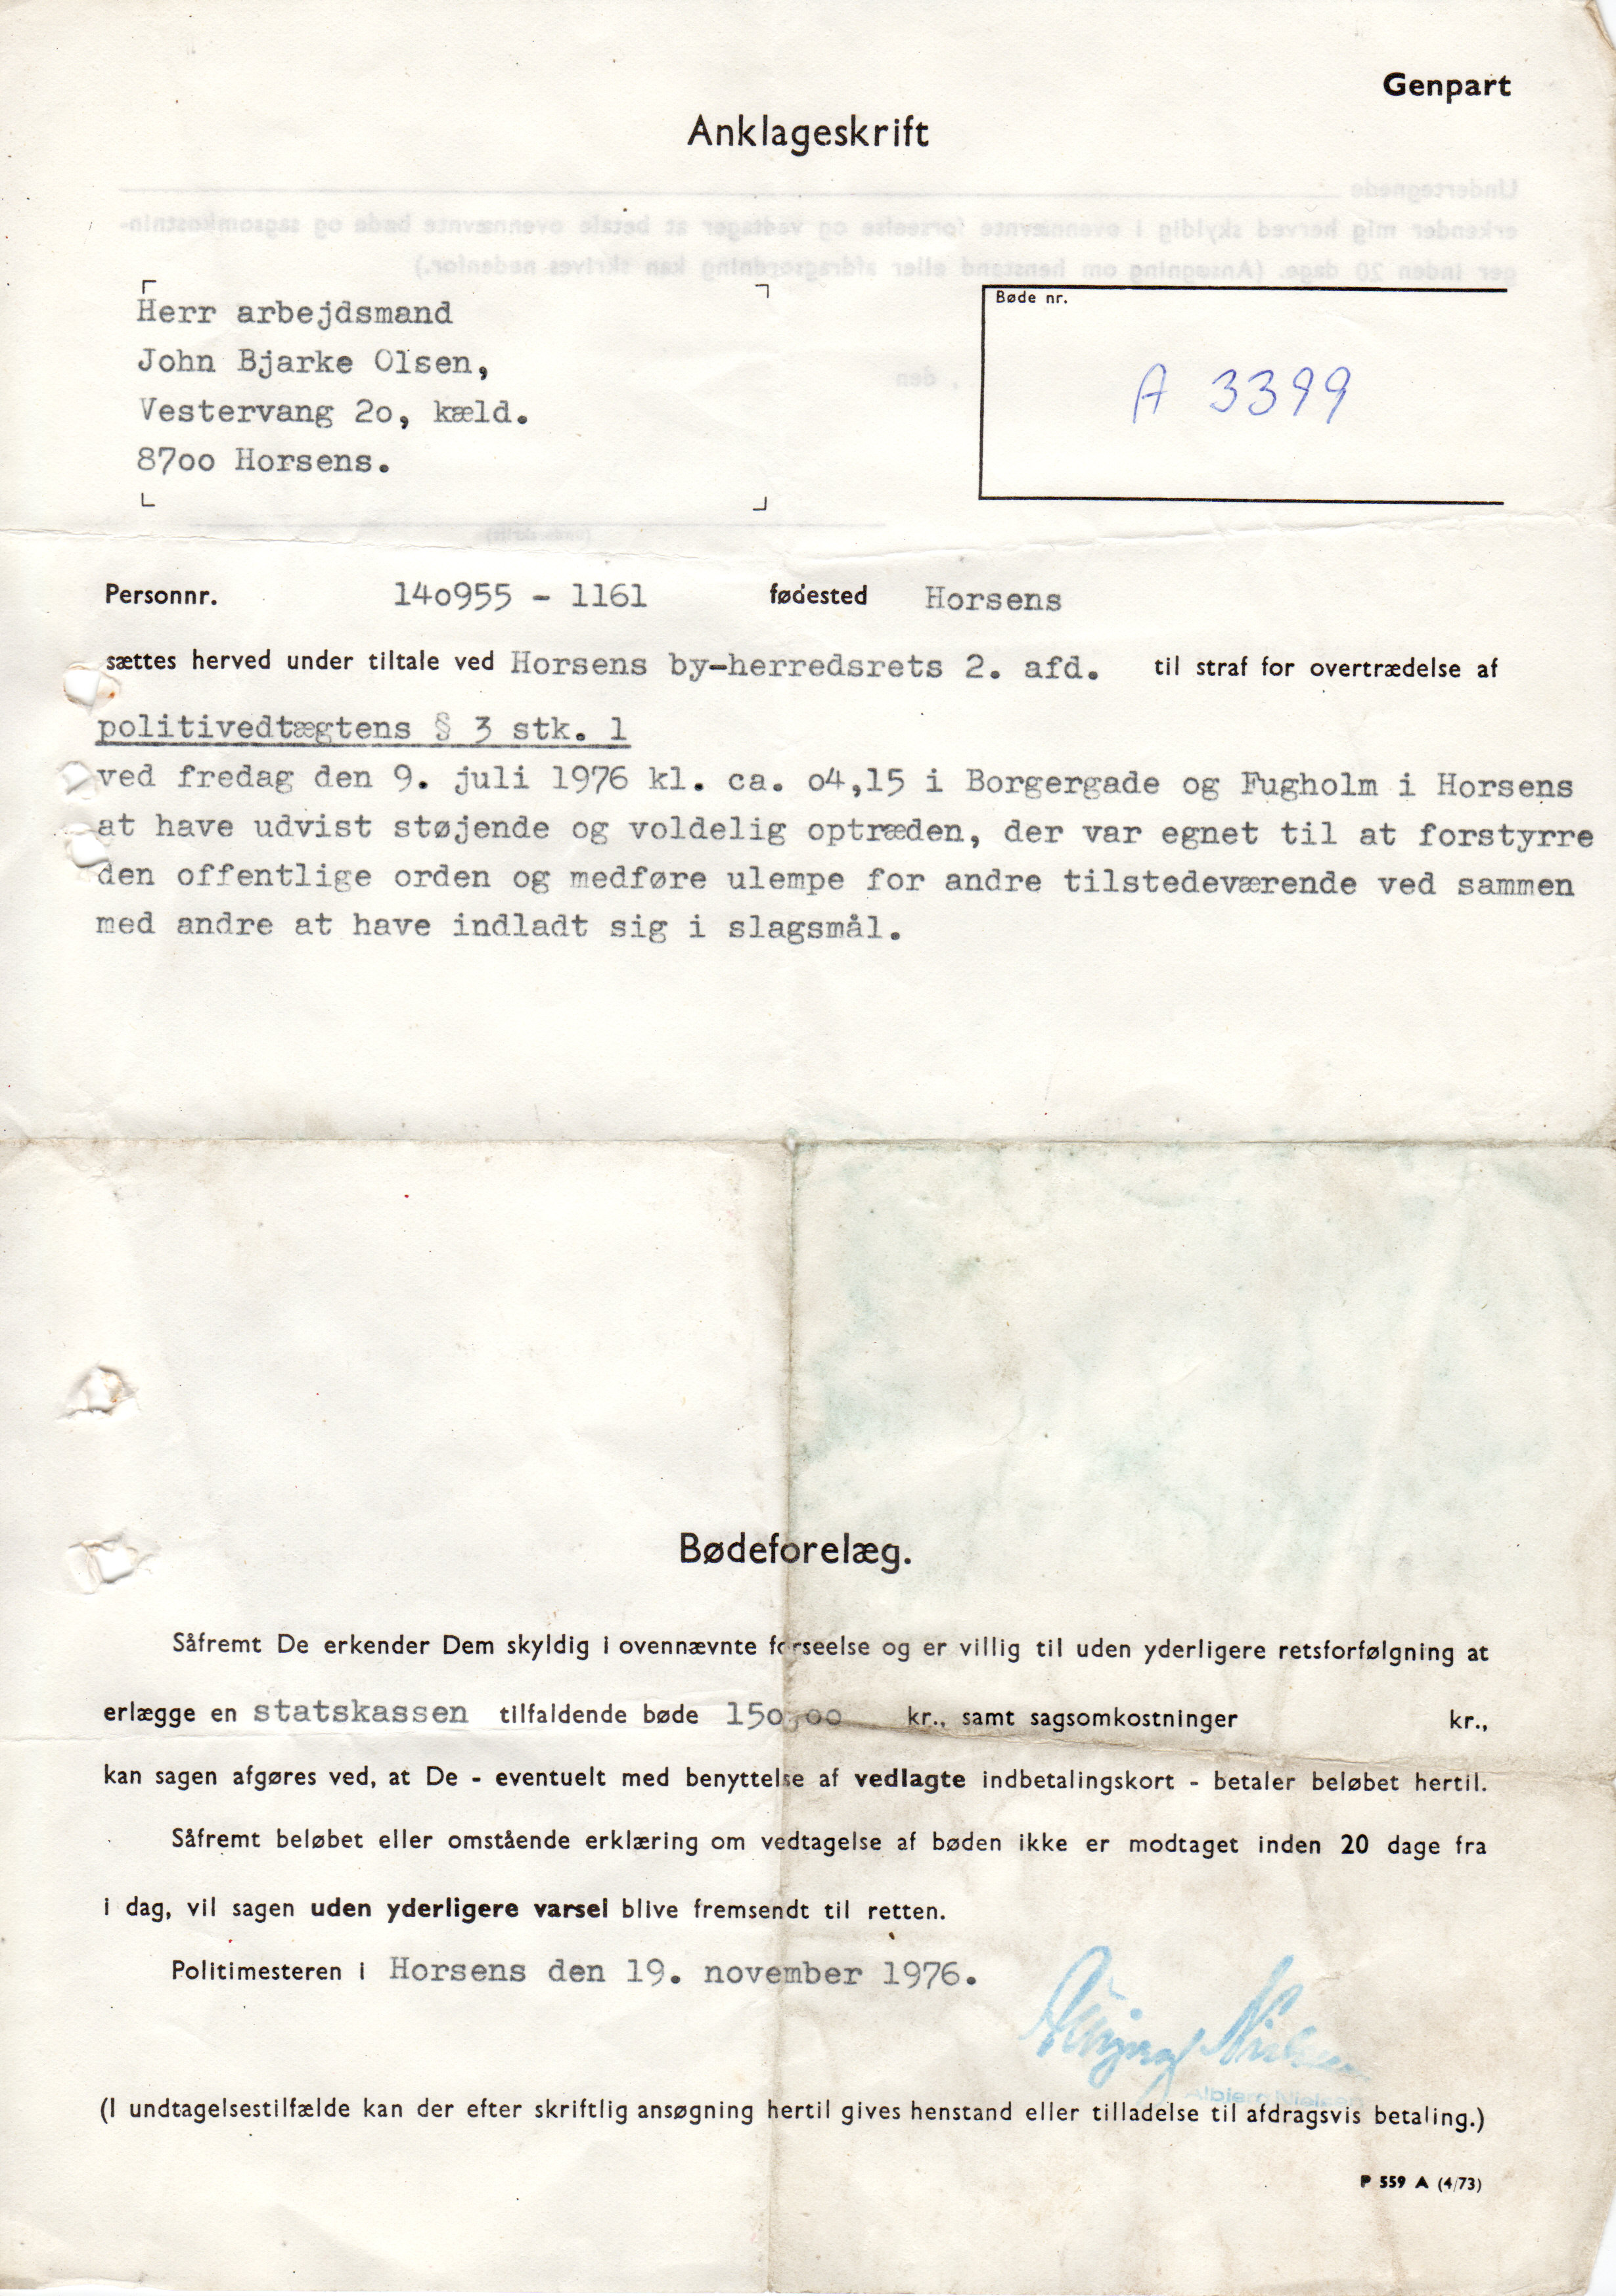 Genpart
Anklageskrift
Herr arbejdsmand
John Bjarke Olsen,
Vestervang 2o, kæld.
87oo Horsens.
Bøde nr.
A 3399
Personnr. 14o955 - 1161 fødested Horsens
sættes herved under tiltale ved Horsens by-herredsrets 2. afd. til straf for overtrædelse af
politivedtægtens § 3 stk. 1
ved fredag den 9. juli 1976 kl. ca. o4,15 i Borgergade og Fugholm i Horsens
at have udvist støjende og voldelig optræden, der var egnet til at forstyrre
den offentlige orden og medføre ulempe for andre tilstedeværende ved sammen
med andre at have indladt sig i slagsmål.
Bødeforelæg.
Såfremt De erkender Dem skyldig i ovennævnte forseelse og er villig til uden yderligere retsforfølgning at
erlægge en statskassen tilfaldende bøde 15o,oo kr., samt sagsomkostninger kr.,
kan sagen afgøres ved, at De - eventuelt med benyttelse af vedlagte indbetalingskort - betaler beløbet hertil.
Såfremt beløbet eller omstående erklæring om vedtagelse af bøden ikke er modtaget inden 20 dage fra
i dag, vil sagen uden yderligere varsel blive fremsendt til retten.
Politimesteren i Horsens den 19. november 1976.
Nielsen
(I undtagelsestilfælde kan der efter skriftlig ansøgning hertil gives henstand eller tilladelse til afdragsvis betaling.)
P 559 A (4/73)